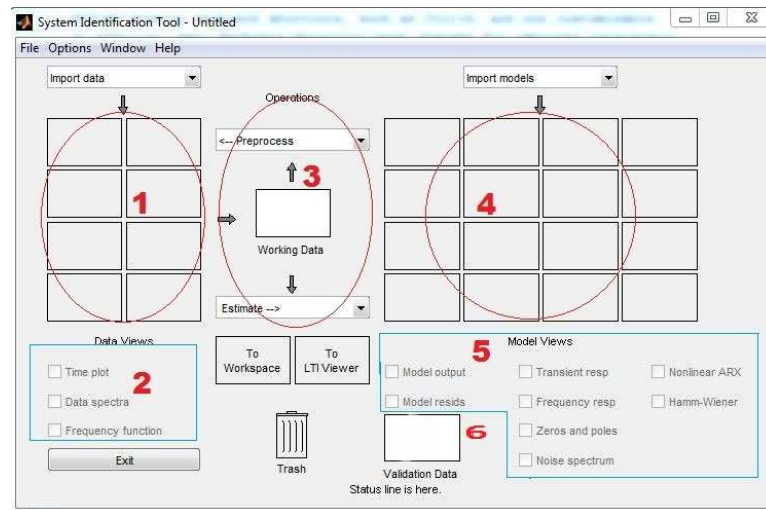 System Identification Tool - Untitled
File Options Window Help
Import data
Import models
Operations
<-- Preprocess
1
3
4
Working Data
Estimate -->
Data Views
Time plot
Data spectra
Frequency function
2
Exit
To Workspace
To LTI Viewer
Trash
5
Model Views
Model output
Transient resp
Nonlinear ARX
Model resids
Frequency resp
Hamm-Wiener
Zeros and poles
Noise spectrum
6
Validation Data
Status line is here.